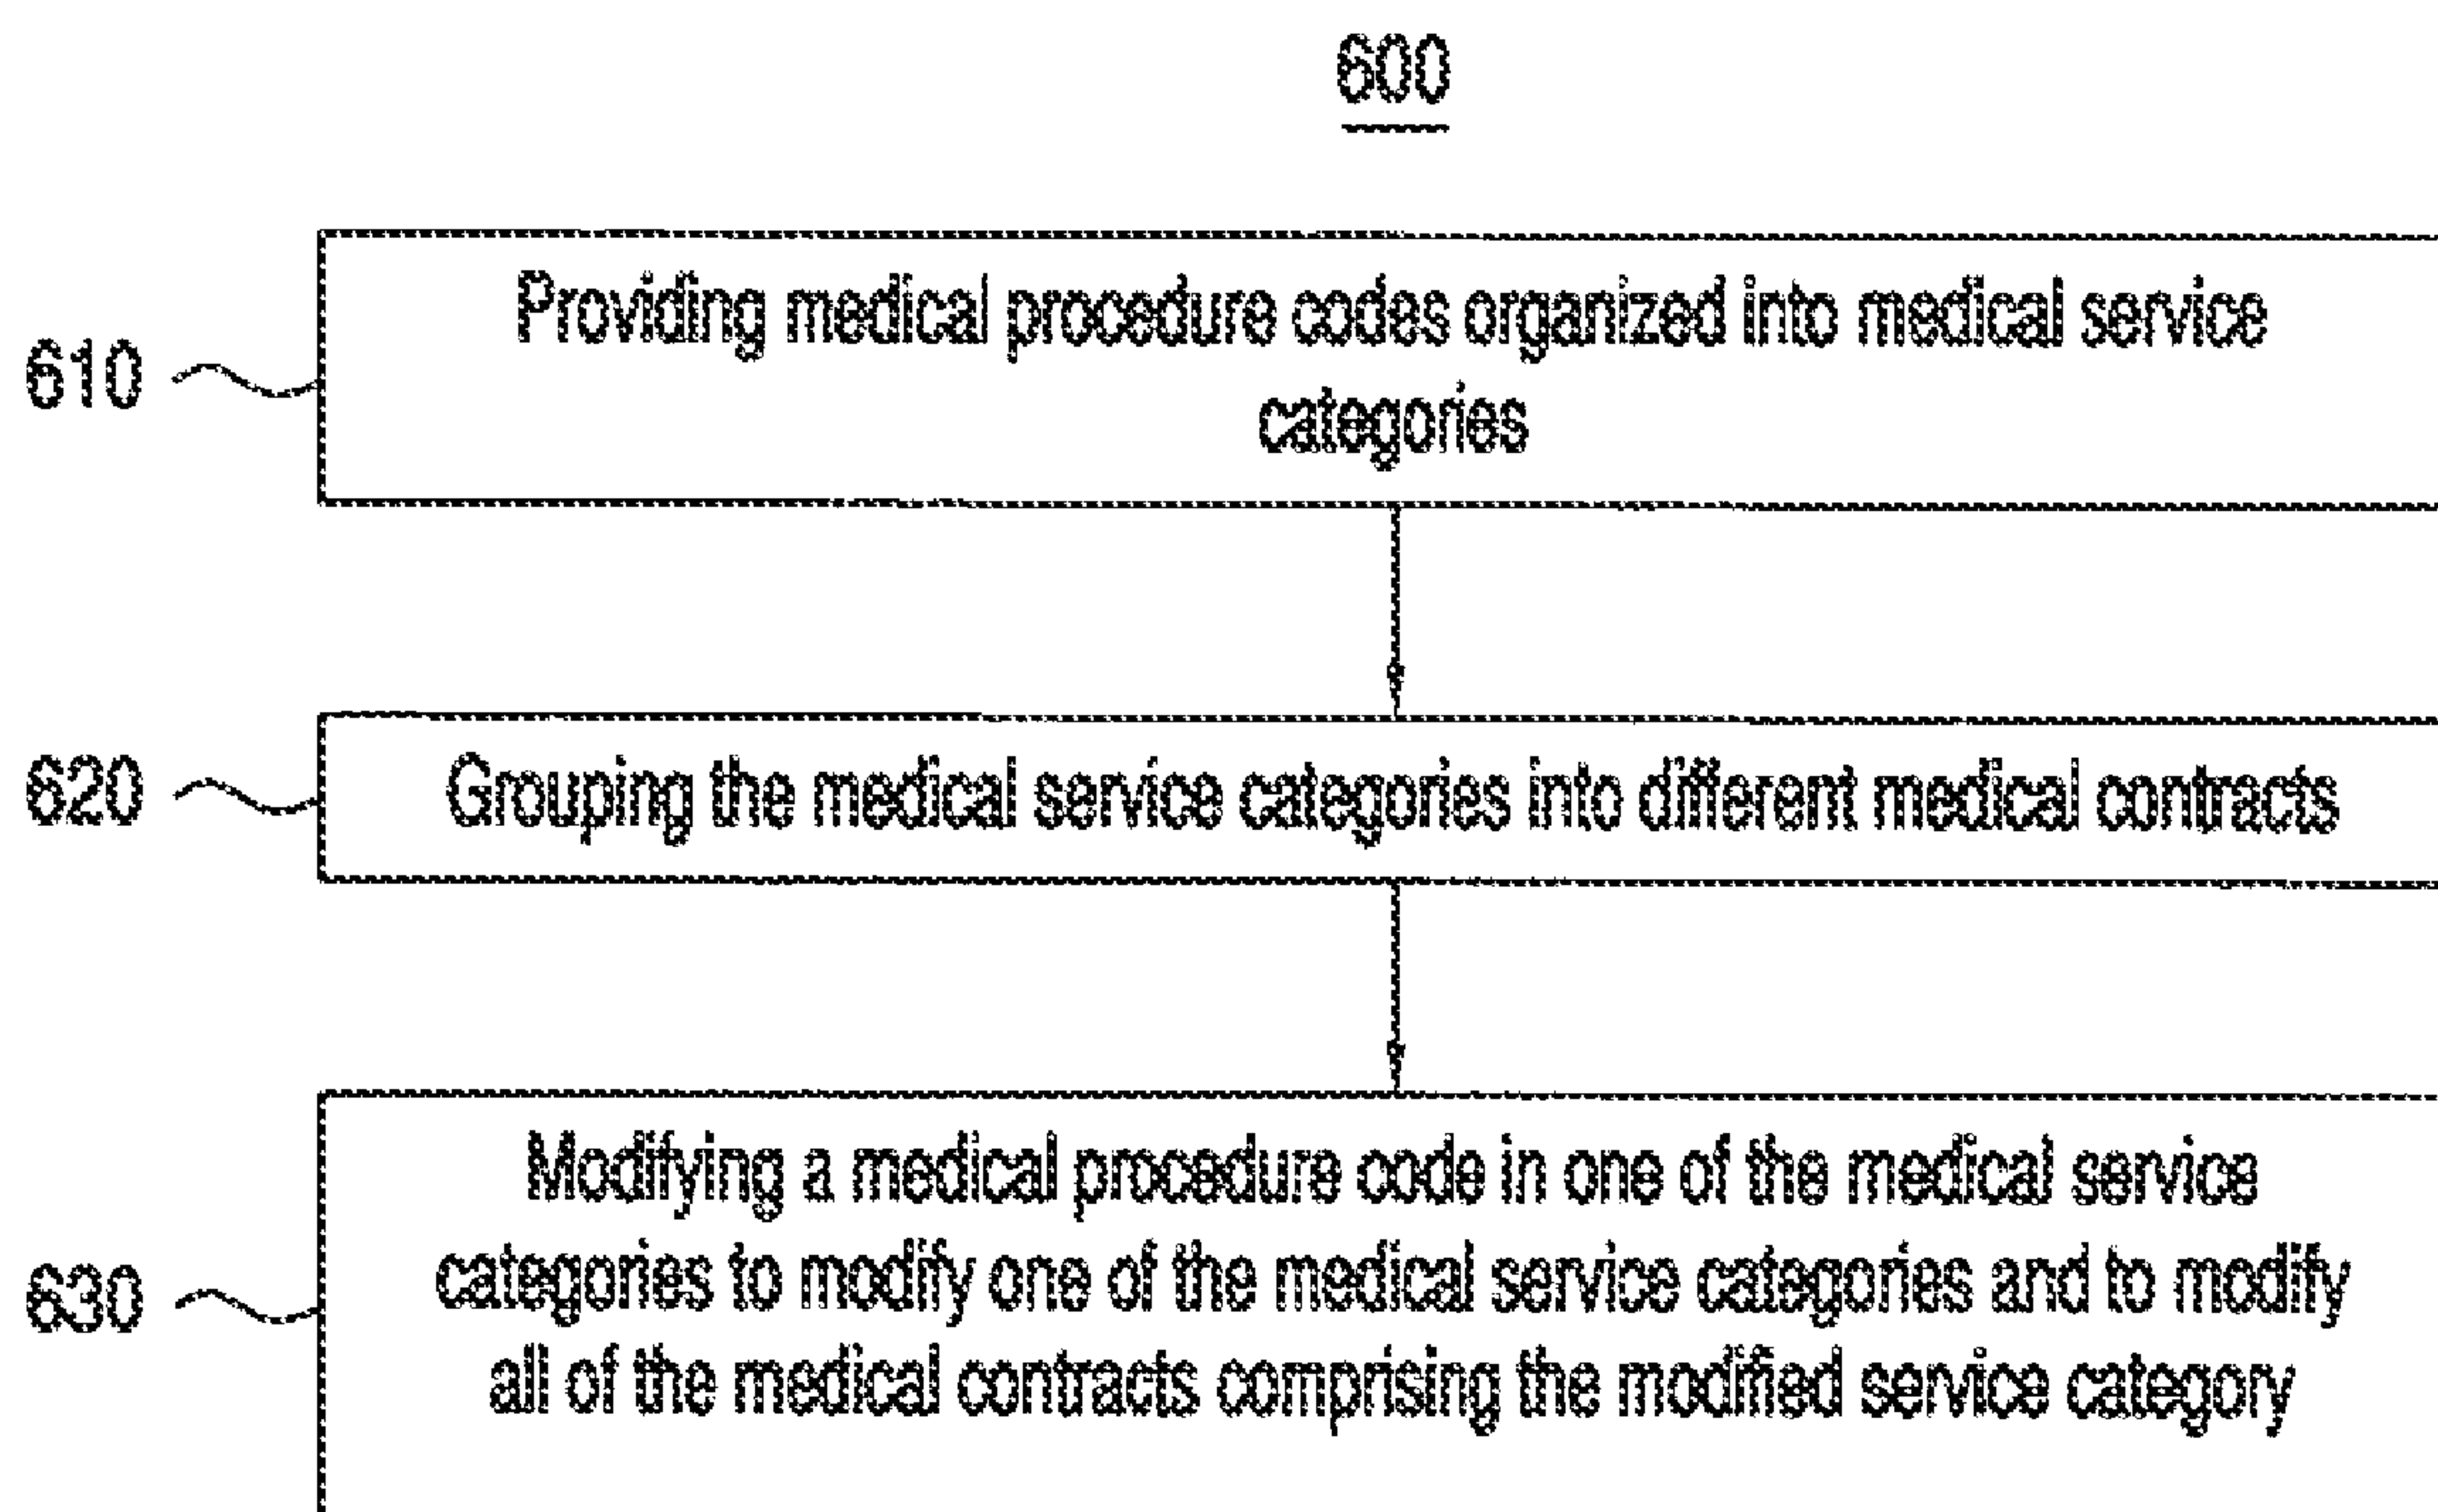 600
Providing medical procedure codes organized into medical service
categories
610
620
Grouping the medical service categories into different medical contracts
Modifying a medical procedure code in one of the medical service
categories to modify one of the medical service categories and to modify
630
all of the medical contracts comprising the modified service category